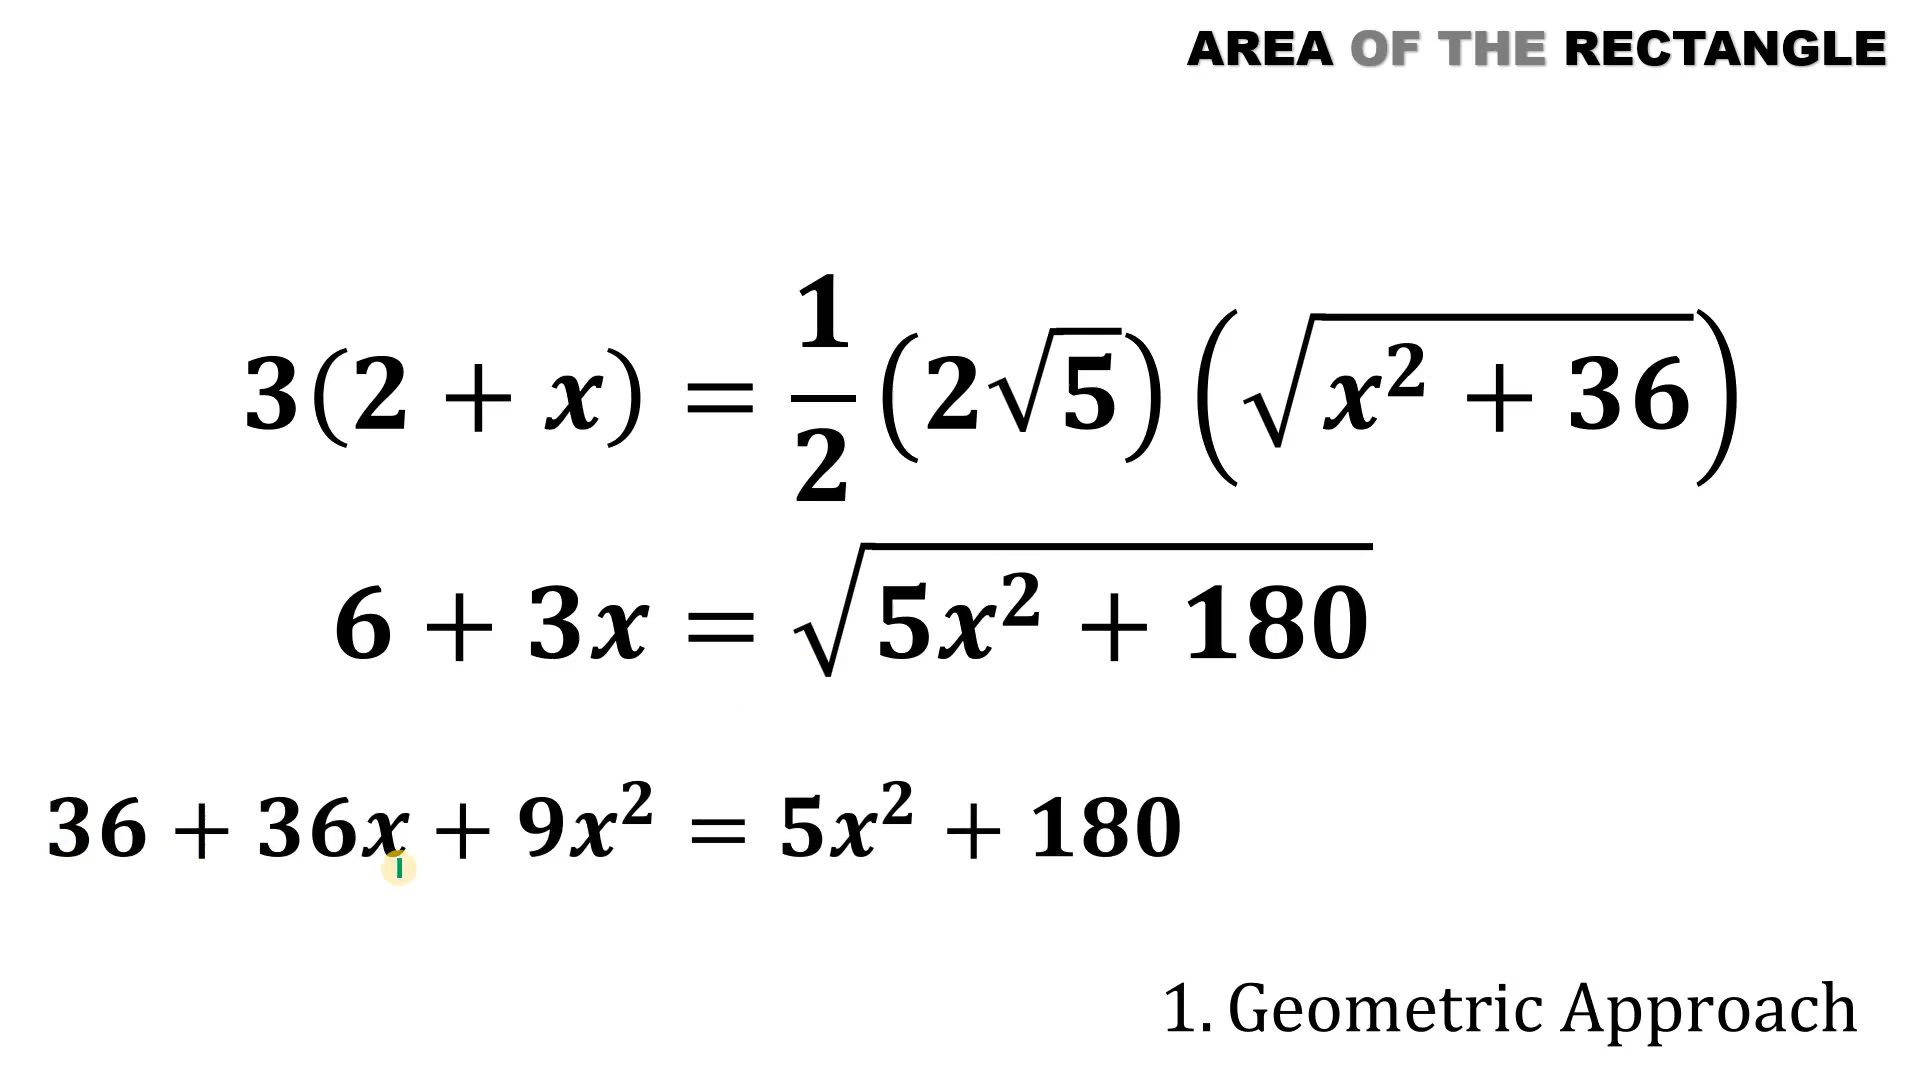 AREA OF THE RECTANGLE
3(2 + x) = 1/2 (2√5)(√(x² + 36))
6 + 3x = √(5x² + 180)
36 + 36x + 9x² = 5x² + 180
1. Geometric Approach